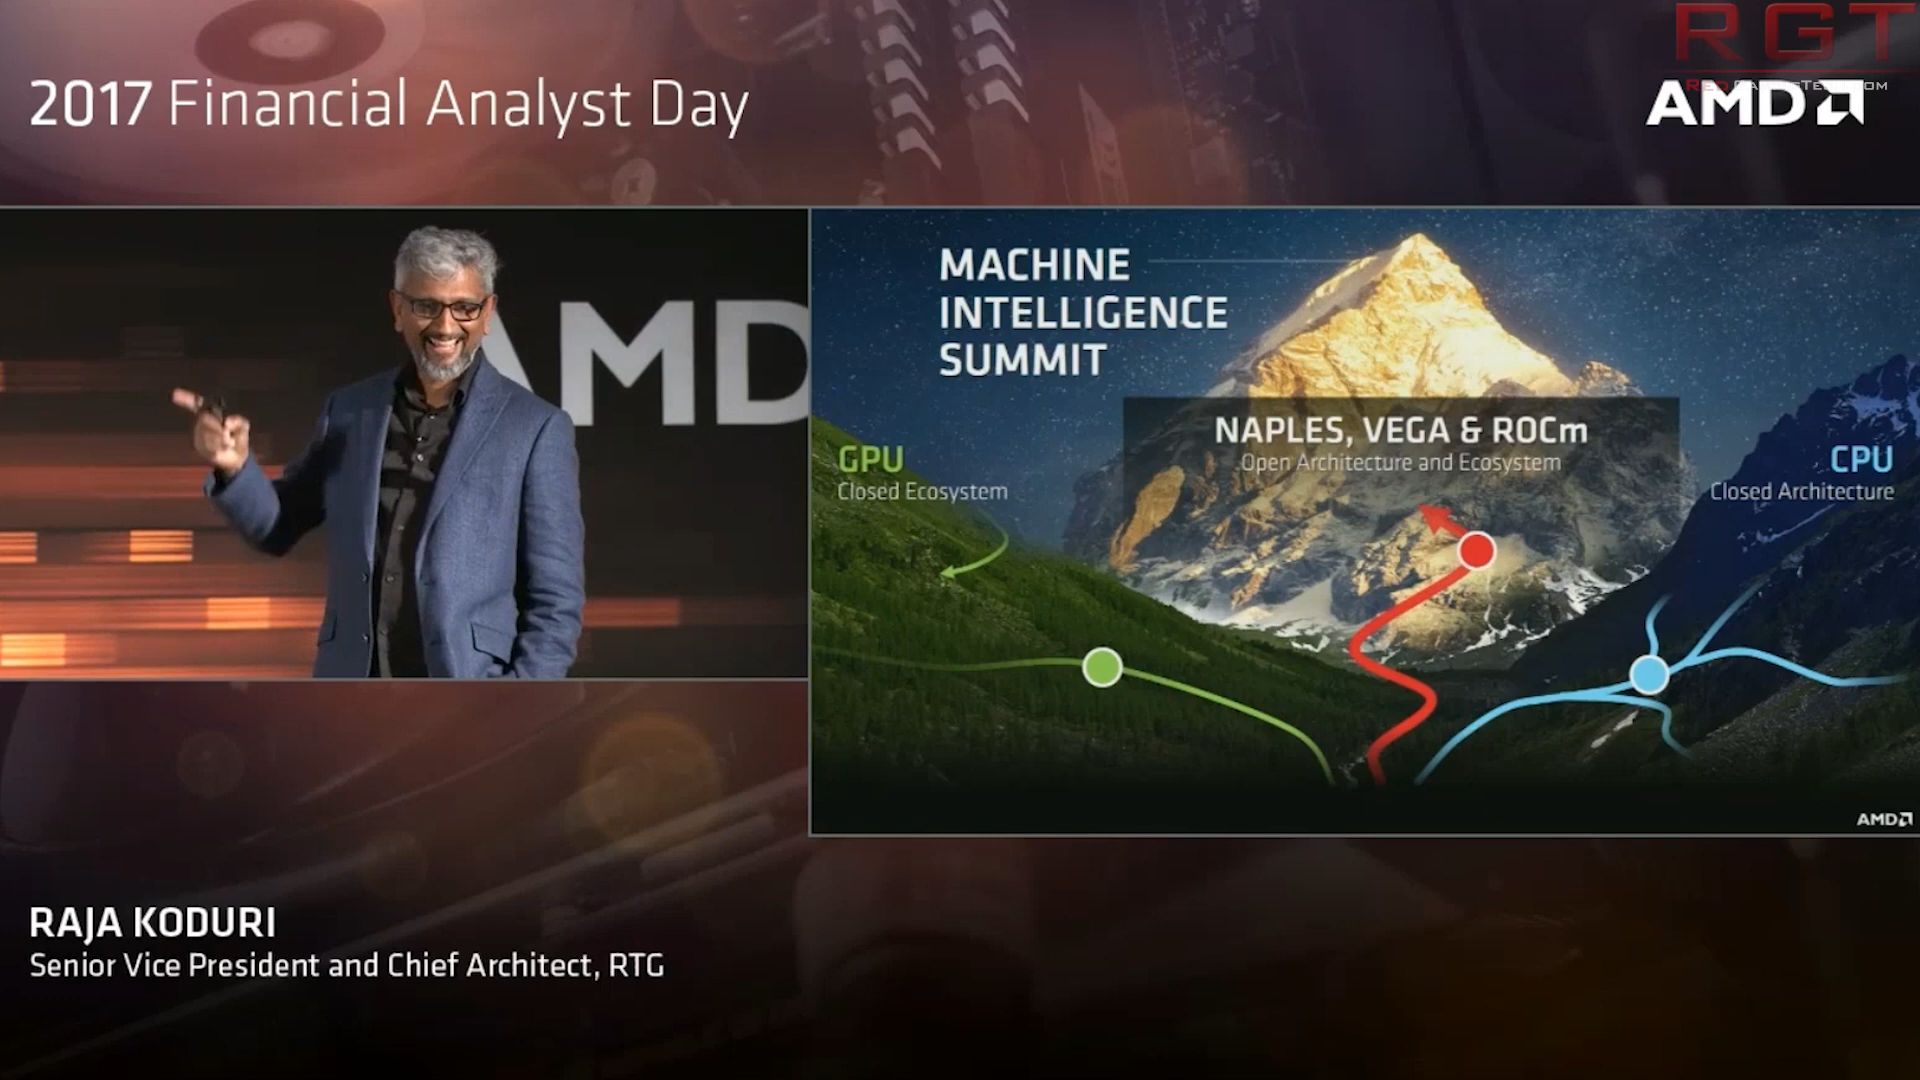 RGT
2017 Financial Analyst Day
AMD
AMD
MACHINE
INTELLIGENCE
SUMMIT
NAPLES, VEGA & ROCm
Open Architecture and Ecosystem
GPU
Closed Ecosystem
CPU
Closed Architecture
AMD
RAJA KODURI
Senior Vice President and Chief Architect, RTG